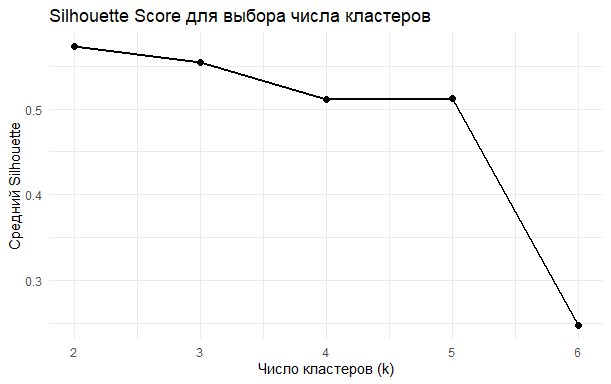 Silhouette Score для выбора числа кластеров
Средний Silhouette
0.5
0.4
0.3
2 3 4 5 6
Число кластеров (k)